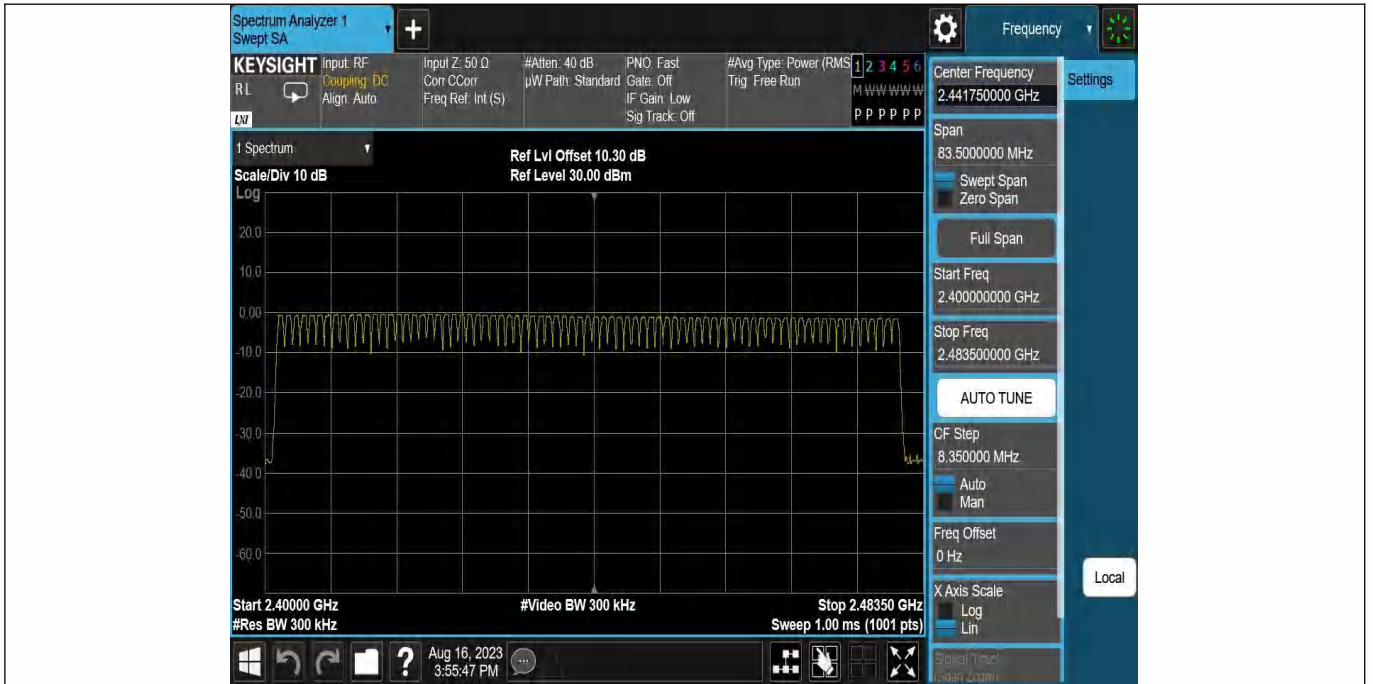 Spectrum Analyzer 1
Swept SA
+
Frequency
KEYSIGHT
RL
LXI
Input: RF
Coupling: DC
Align: Auto
Input Z: 50 Ω
Corr CCorr
Freq Ref: Int (S)
#Atten: 40 dB
µW Path: Standard
PNO: Fast
Gate: Off
IF Gain: Low
Sig Track: Off
#Avg Type: Power (RMS
Trig: Free Run
1 2 3 4 5 6
M W W W W W
P P P P P P
Center Frequency
2.441750000 GHz
Settings
Span
83.5000000 MHz
Swept Span
Zero Span
Full Span
Start Freq
2.400000000 GHz
Stop Freq
2.483500000 GHz
AUTO TUNE
CF Step
8.350000 MHz
Auto
Man
Freq Offset
0 Hz
X Axis Scale
Log
Lin
Signal Track
(Span Zoom)
Local
1 Spectrum
Scale/Div 10 dB
Ref Lvl Offset 10.30 dB
Ref Level 30.00 dBm
Log
20.0
10.0
0.00
-10.0
-20.0
-30.0
-40.0
-50.0
-60.0
Start 2.40000 GHz
#Video BW 300 kHz
Stop 2.48350 GHz
#Res BW 300 kHz
Sweep 1.00 ms (1001 pts)
?
Aug 16, 2023
3:55:47 PM